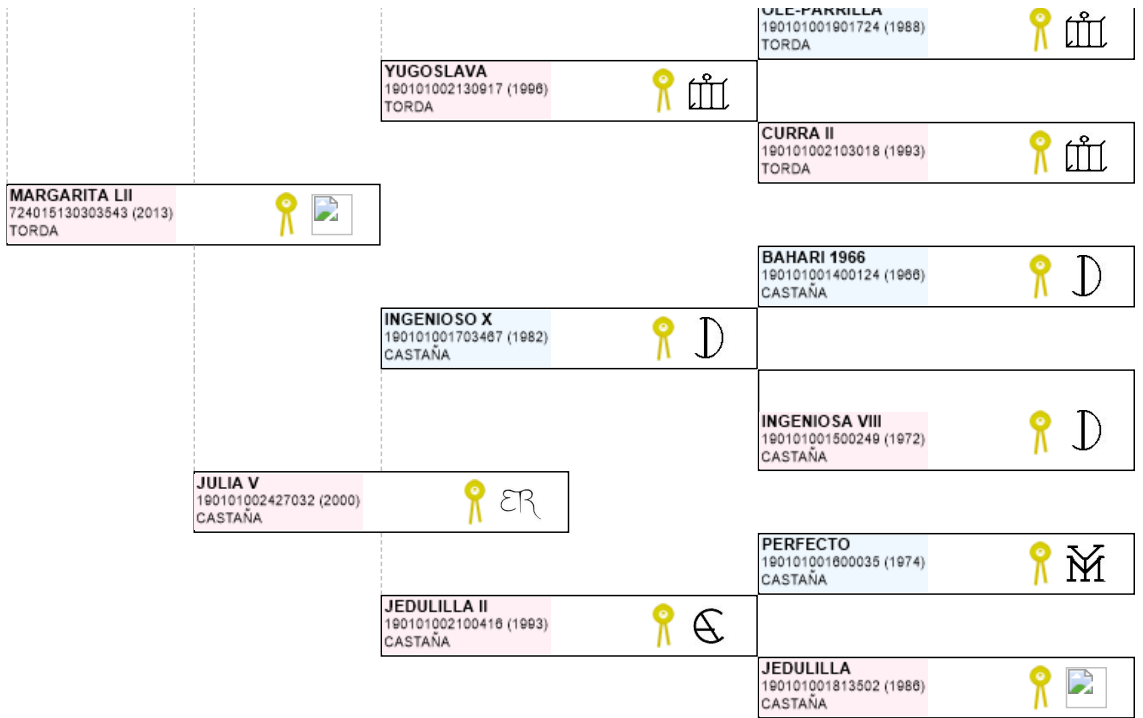 OLE-PARRILLA
190101001901724 (1988)
TORDA
YUGOSLAVA
190101002130917 (1996)
TORDA
CURRA II
190101002103018 (1993)
TORDA
MARGARITA LII
724015130303543 (2013)
TORDA
BAHARI 1966
190101001400124 (1966)
CASTAÑA
INGENIOSO X
190101001703467 (1982)
CASTAÑA
INGENIOSA VIII
190101001500249 (1972)
CASTAÑA
JULIA V
190101002427032 (2000)
CASTAÑA
PERFECTO
190101001600035 (1974)
CASTAÑA
JEDULILLA II
190101002100416 (1993)
CASTAÑA
JEDULILLA
190101001813502 (1986)
CASTAÑA